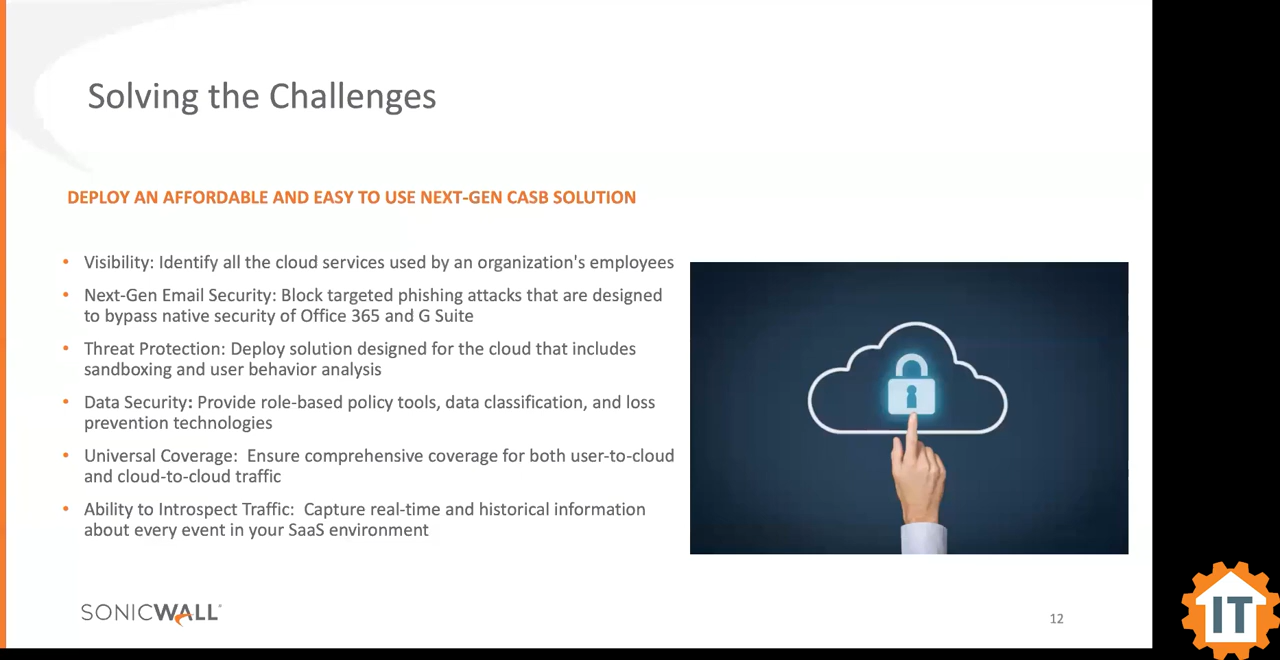 Solving the Challenges
DEPLOY AN AFFORDABLE AND EASY TO USE NEXT-GEN CASB SOLUTION
• Visibility: Identify all the cloud services used by an organization's employees
• Next-Gen Email Security: Block targeted phishing attacks that are designed
to bypass native security of Office 365 and G Suite
• Threat Protection: Deploy solution designed for the cloud that includes
sandboxing and user behavior analysis
• Data Security: Provide role-based policy tools, data classification, and loss
prevention technologies
• Universal Coverage:  Ensure comprehensive coverage for both user-to-cloud
and cloud-to-cloud traffic
• Ability to Introspect Traffic:  Capture real-time and historical information
about every event in your SaaS environment
SONICWALL
12
IT